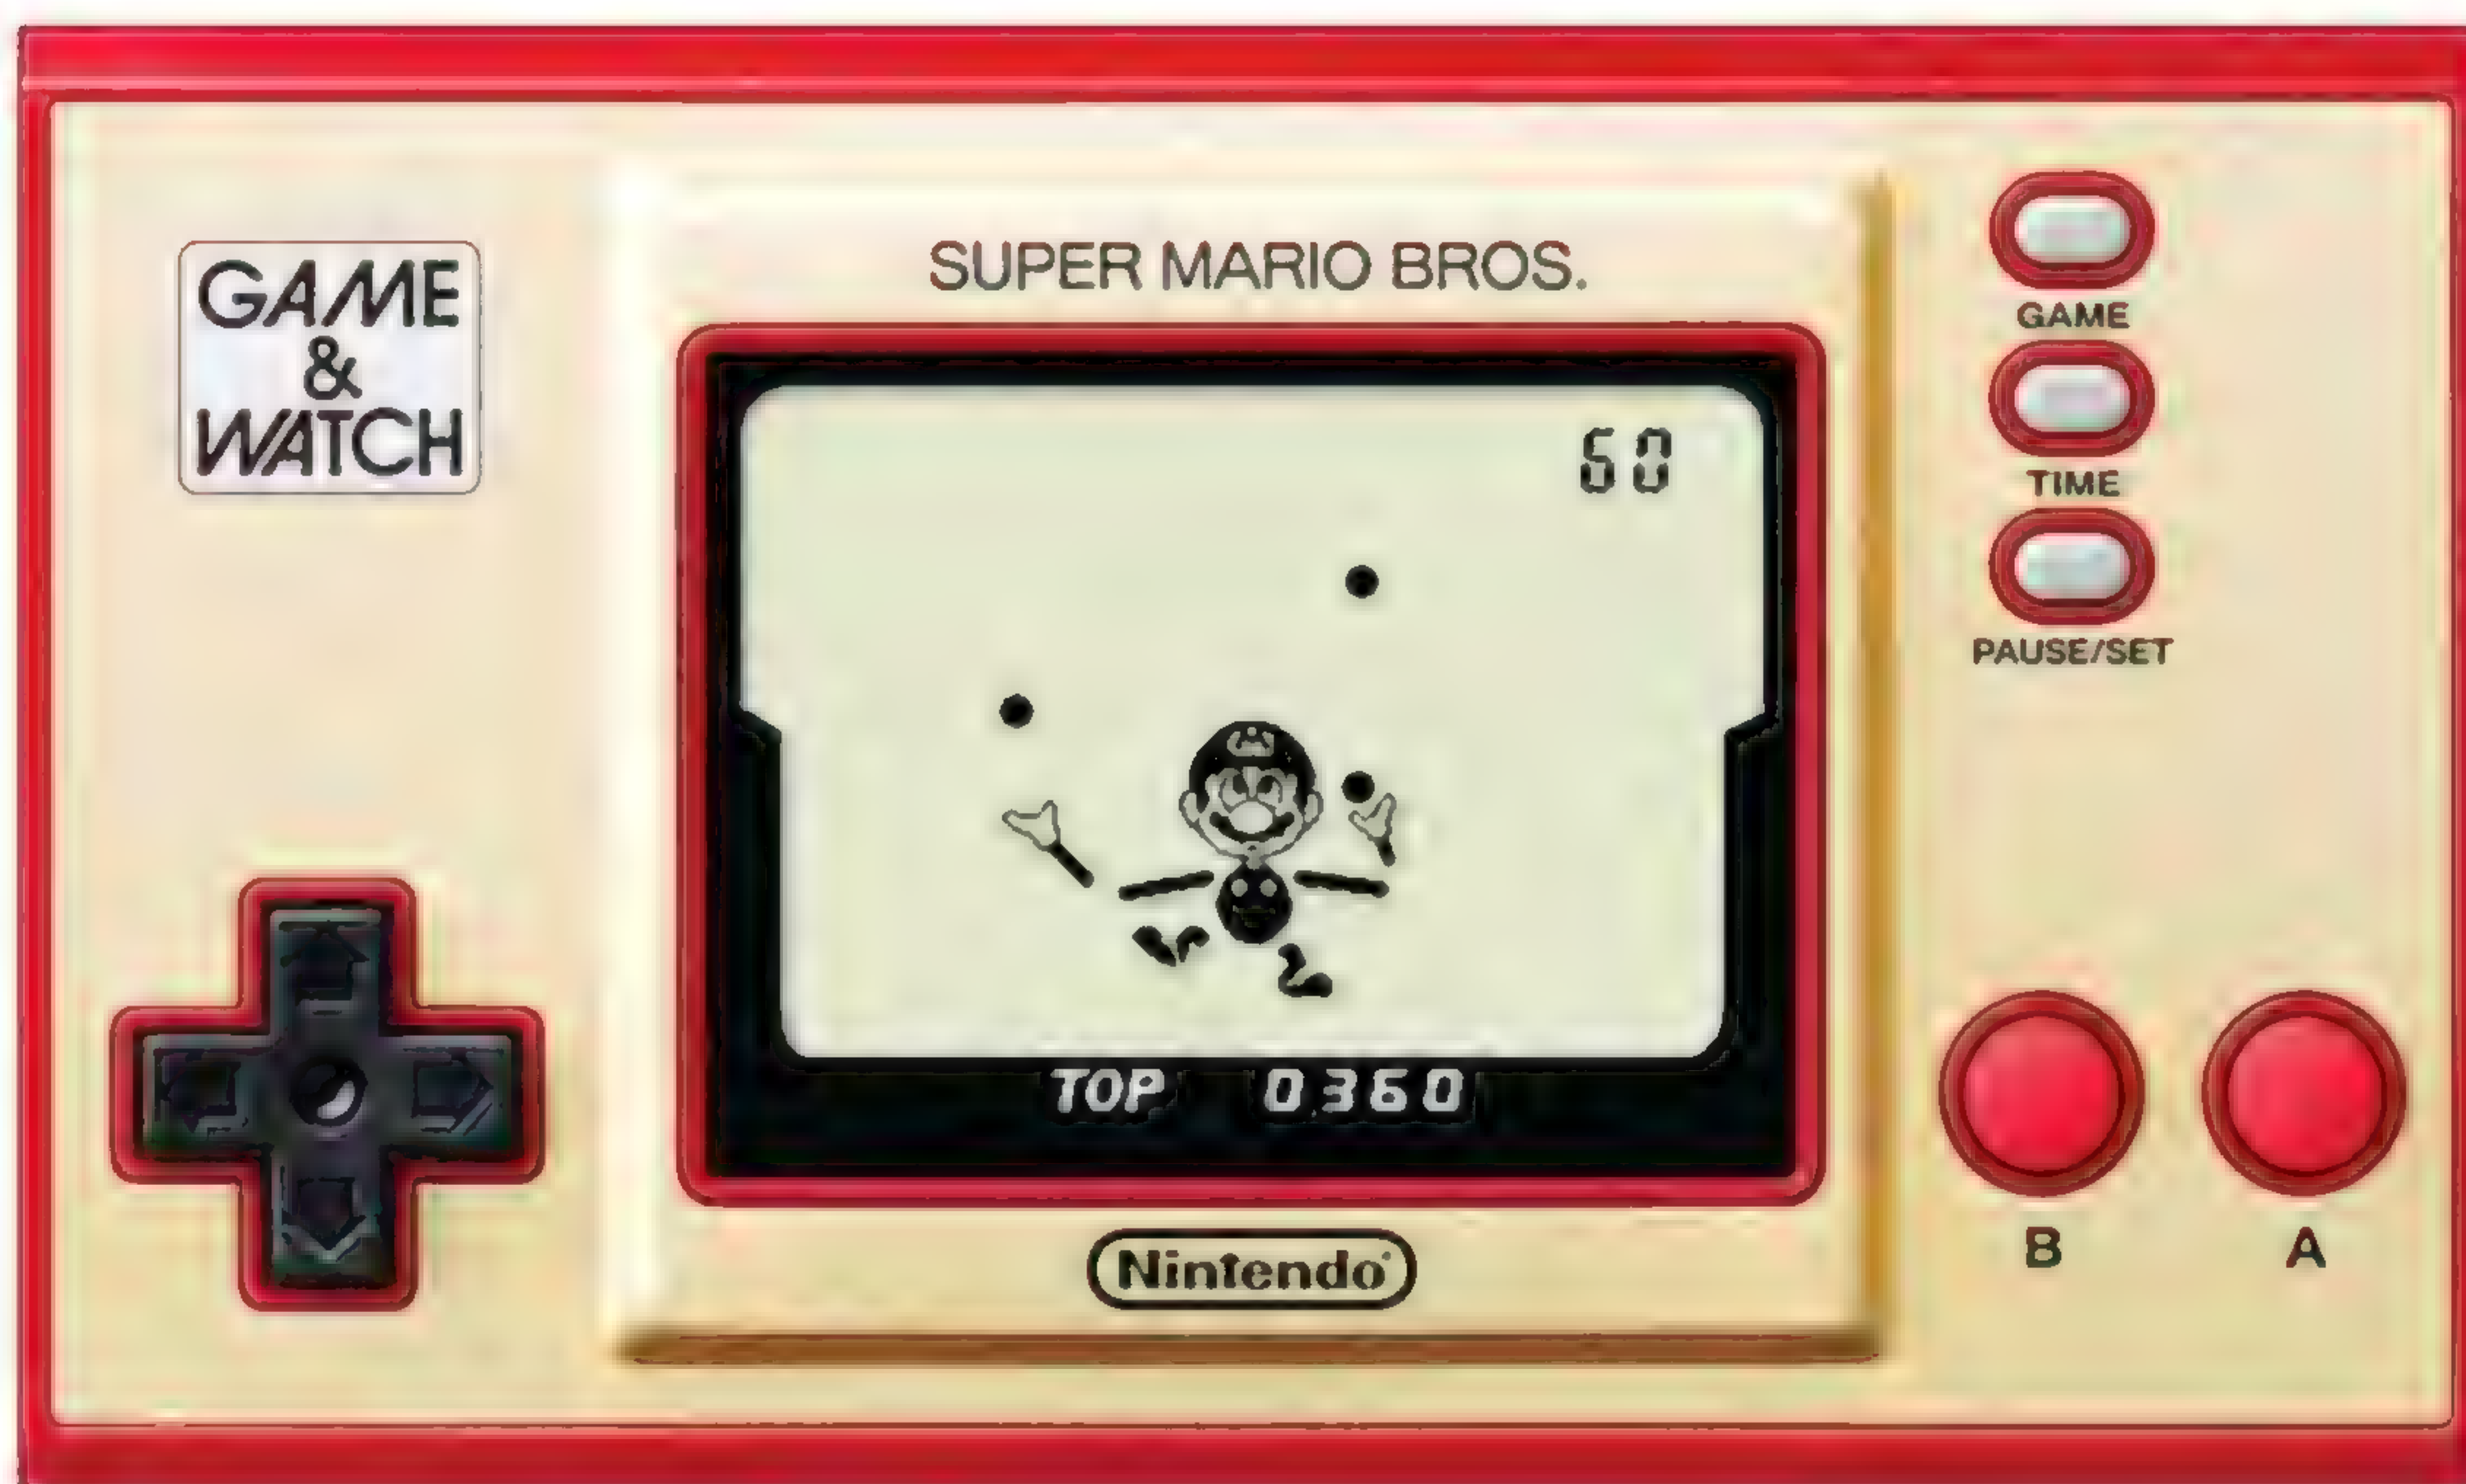 GAME
&
WATCH
SUPER MARIO BROS.
60
TOP 0360
Nintendo
GAME
TIME
PAUSE/SET
B
A